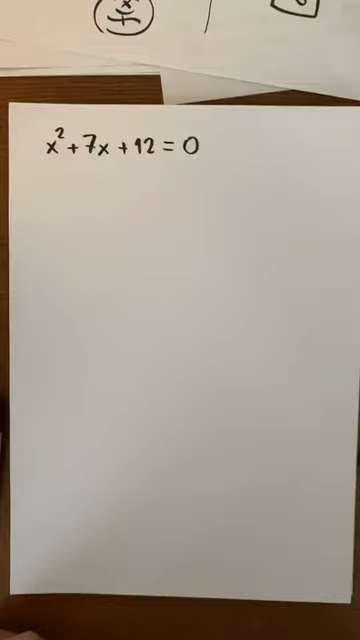 x² + 7x + 12 = 0